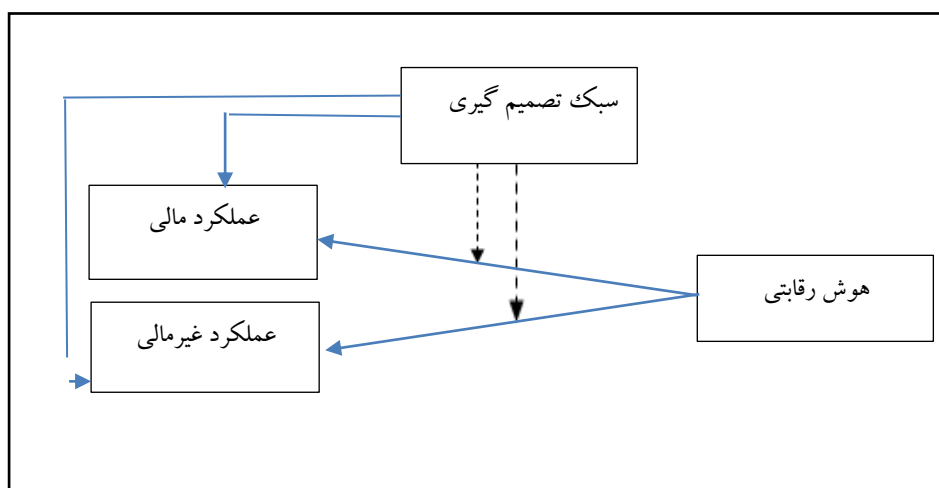 سبک تصمیم گیری
عملکرد مالی
هوش رقابتی
عملکرد غیرمالی